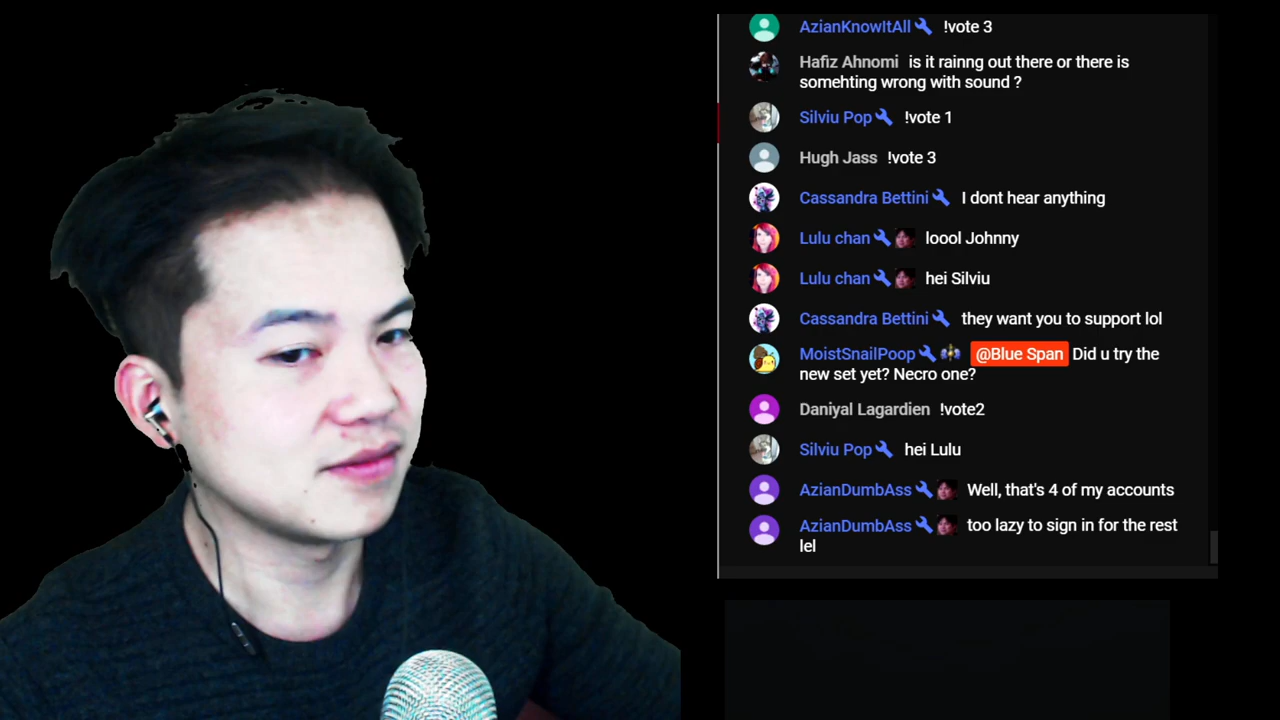 AzianKnowItAll !vote 3
Hafiz Ahnomi is it rainng out there or there is
somehting wrong with sound ?
Silviu Pop !vote 1
Hugh Jass !vote 3
Cassandra Bettini I dont hear anything
Lulu chan loool Johnny
Lulu chan hei Silviu
Cassandra Bettini they want you to support lol
MoistSnailPoop @Blue Span Did u try the
new set yet? Necro one?
Daniyal Lagardien !vote2
Silviu Pop hei Lulu
AzianDumbAss Well, that's 4 of my accounts
AzianDumbAss too lazy to sign in for the rest
lel